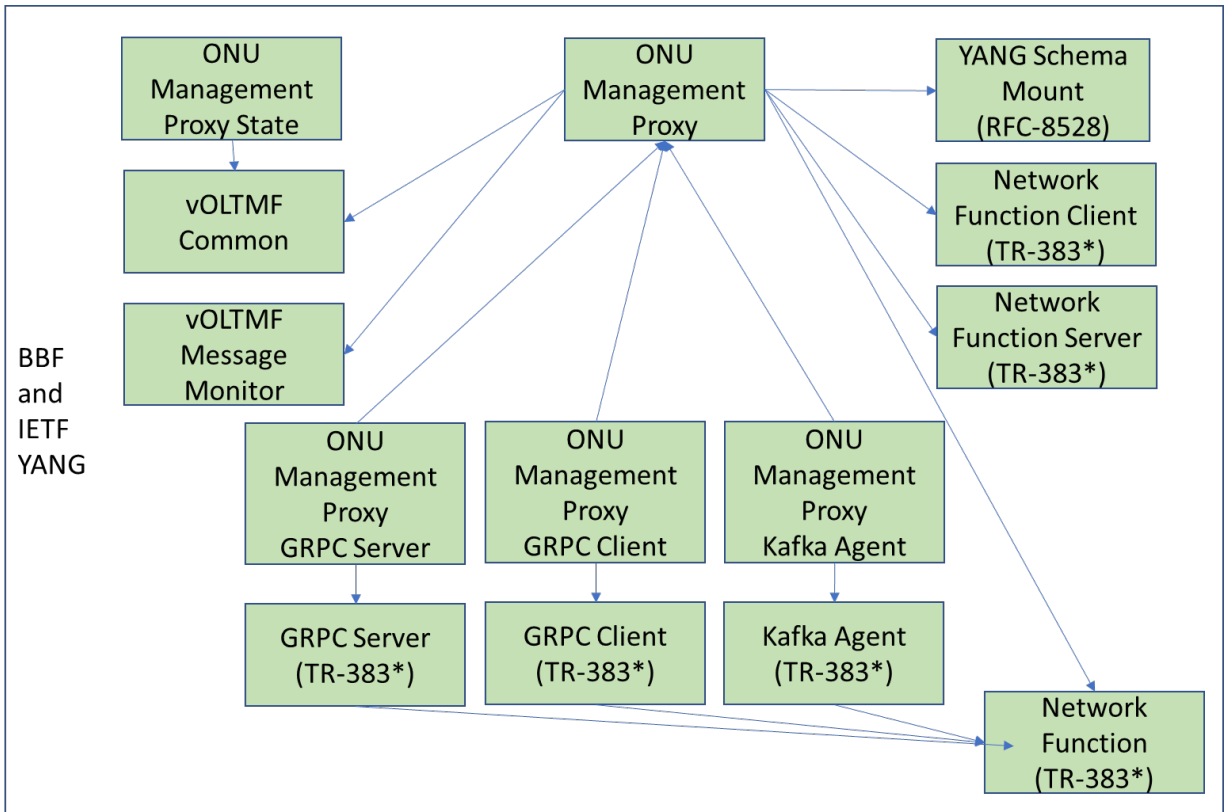 ONU
Management
Proxy State
ONU
Management
Proxy
YANG Schema
Mount
(RFC-8528)
vOLTMF
Common
Network
Function Client
(TR-383*)
vOLTMF
Message
Monitor
Network
Function Server
(TR-383*)
BBF
and
IETF
YANG
ONU
Management
Proxy
GRPC Server
ONU
Management
Proxy
GRPC Client
ONU
Management
Proxy
Kafka Agent
GRPC Server
(TR-383*)
GRPC Client
(TR-383*)
Kafka Agent
(TR-383*)
Network
Function
(TR-383*)